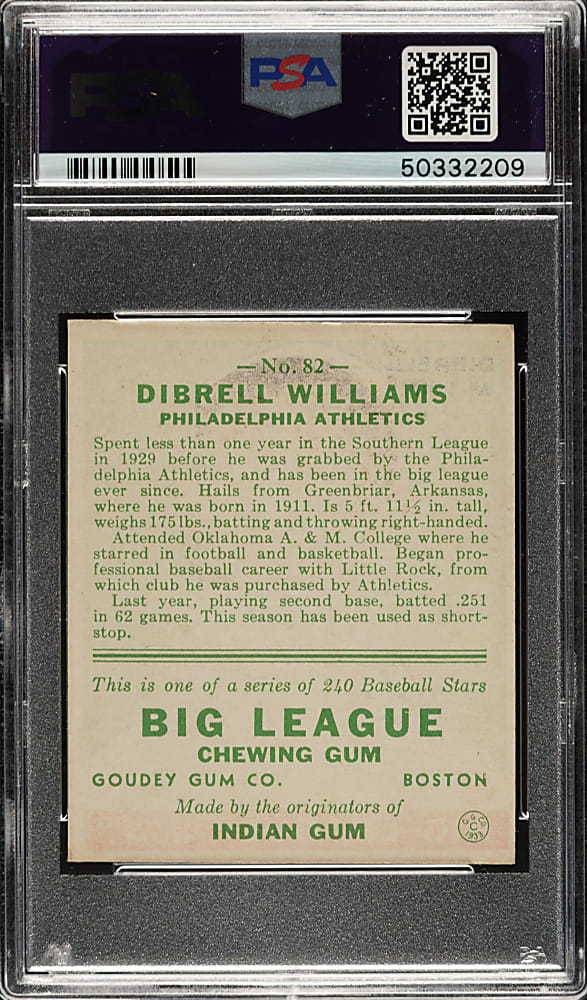 PSA
PSA
50332209
— No. 82 —
DIBRELL WILLIAMS
PHILADELPHIA ATHLETICS
Spent less than one year in the Southern League
in 1929 before he was grabbed by the Phila-
delphia Athletics, and has been in the big league
ever since. Hails from Greenbriar, Arkansas,
where he was born in 1911. Is 5 ft. 11½ in. tall,
weighs 175 lbs., batting and throwing right-handed.
Attended Oklahoma A. & M. College where he
starred in football and basketball. Began pro-
fessional baseball career with Little Rock, from
which club he was purchased by Athletics.
Last year, playing second base, batted .251
in 62 games. This season has been used as short-
stop.
This is one of a series of 240 Baseball Stars
BIG LEAGUE
CHEWING GUM
GOUDEY GUM CO. BOSTON
Made by the originators of
INDIAN GUM
G. G. CO.
C
1933